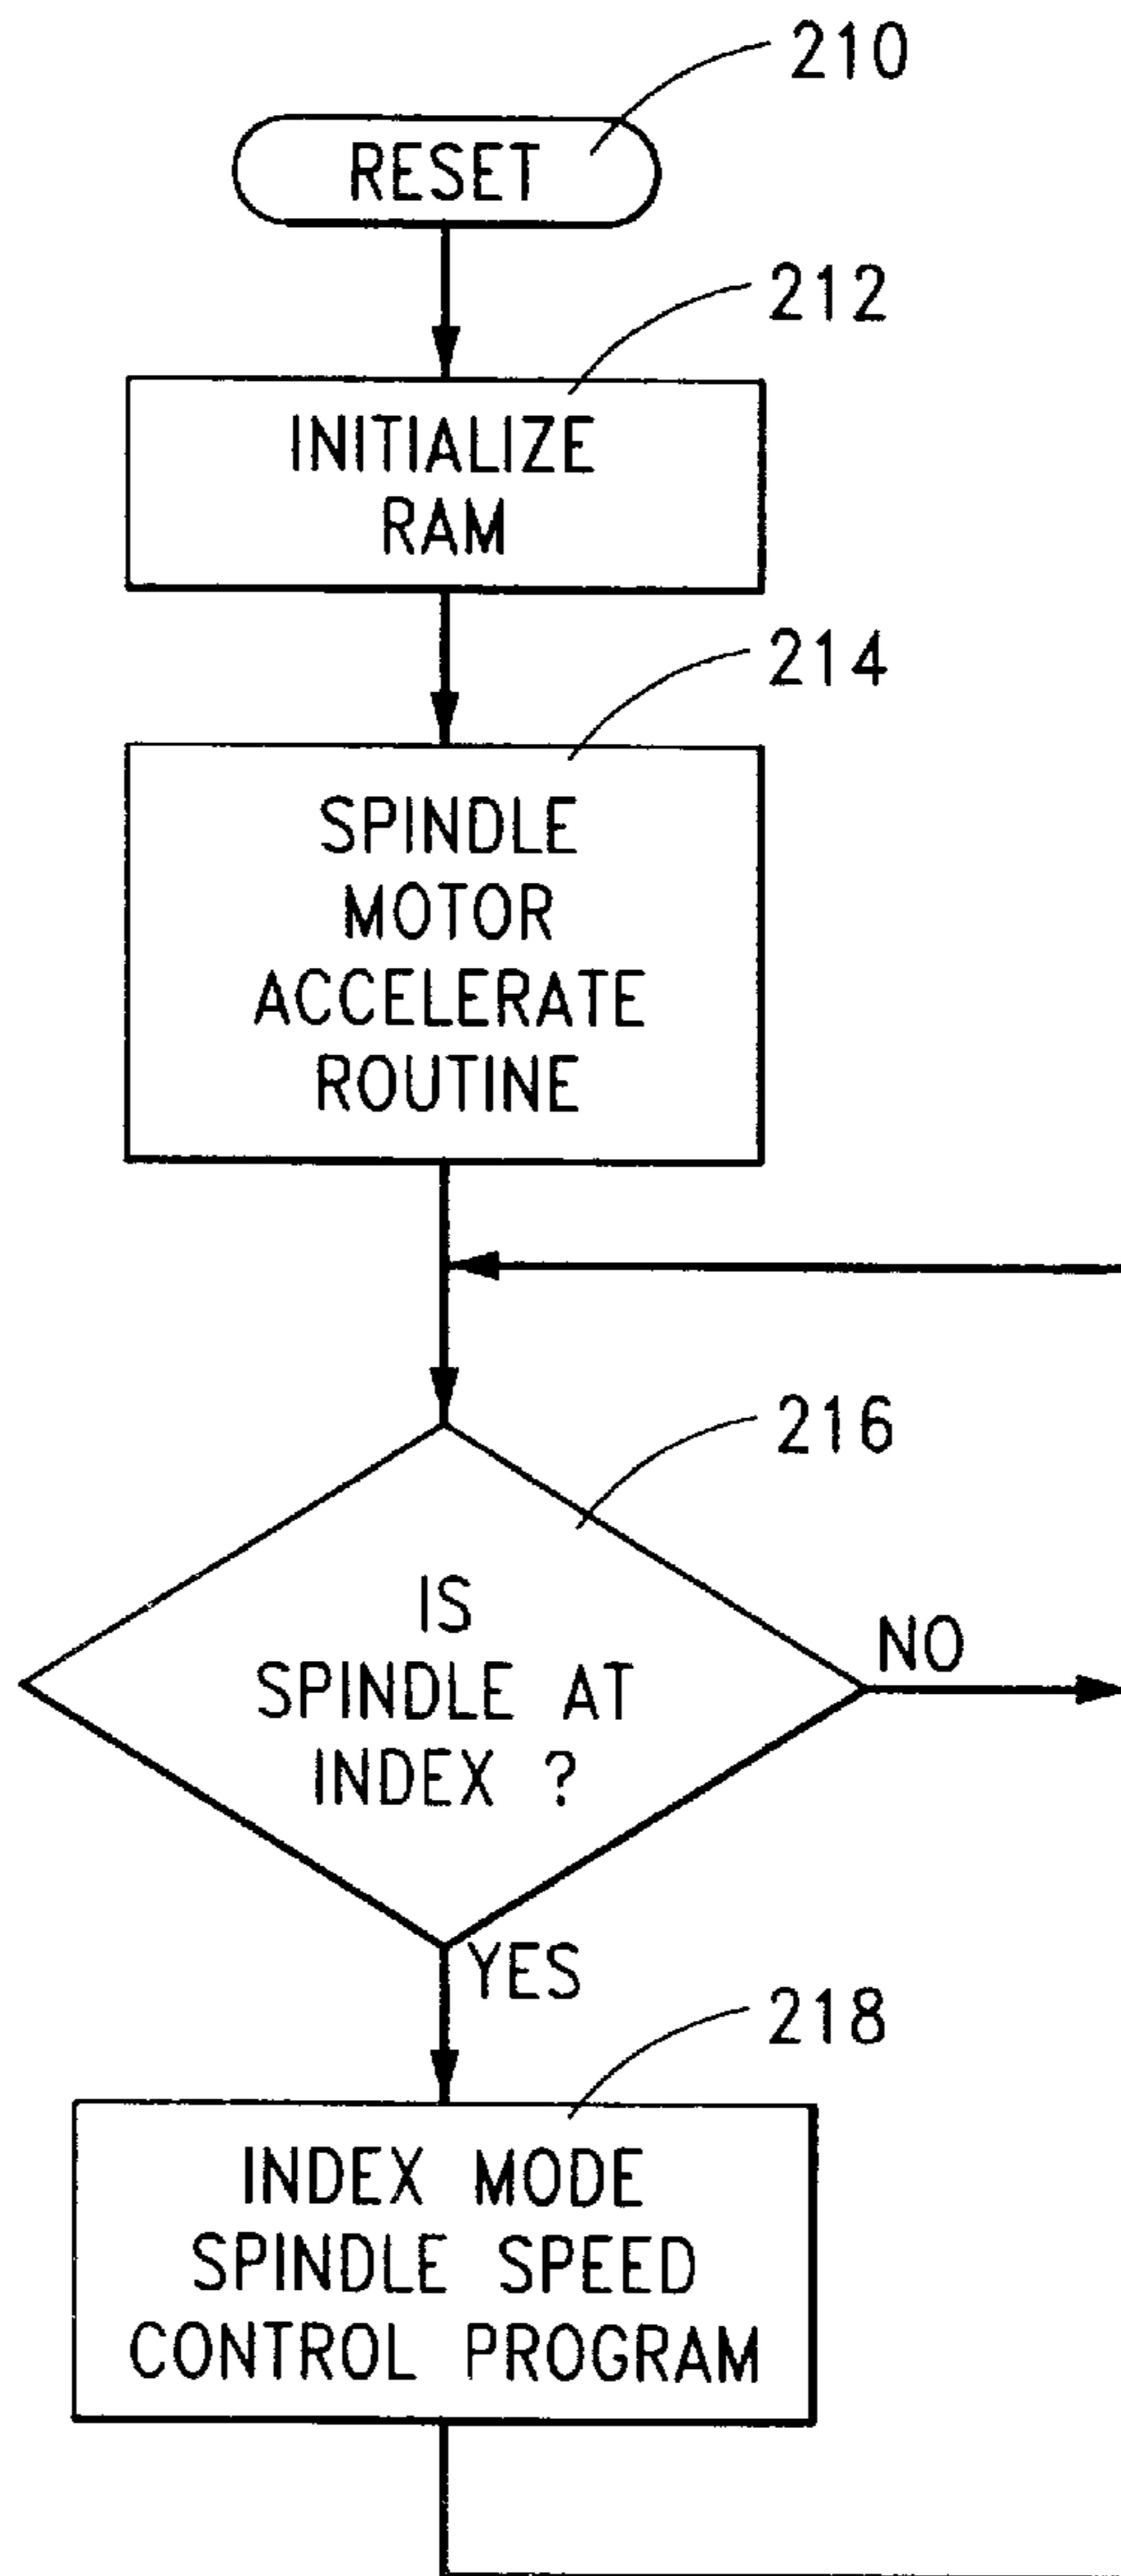 210
RESET
212
INITIALIZE
RAM
214
SPINDLE
MOTOR
ACCELERATE
ROUTINE
216
IS
SPINDLE AT
INDEX ?
NO
YES
218
INDEX MODE
SPINDLE SPEED
CONTROL PROGRAM